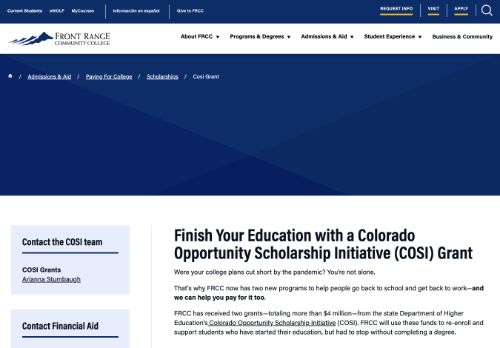 Current Students eWOLF MyCourses Información en español Give to FRCC REQUEST INFO VISIT APPLY
FRONT RANGE
COMMUNITY COLLEGE
About FRCC Programs & Degrees Admissions & Aid Student Experience Business & Community
/ Admissions & Aid / Paying For College / Scholarships / Cosi Grant
Contact the COSI team
COSI Grants
Arianna Stumbaugh
Contact Financial Aid
Finish Your Education with a Colorado
Opportunity Scholarship Initiative (COSI) Grant
Were your college plans cut short by the pandemic? You're not alone.
That's why FRCC now has two new programs to help people go back to school and get back to work—and
we can help you pay for it too.
FRCC has received two grants—totaling more than $4 million—from the state Department of Higher
Education's Colorado Opportunity Scholarship Initiative (COSI). FRCC will use these funds to re-enroll and
support students who have started their education, but had to stop without completing a degree.